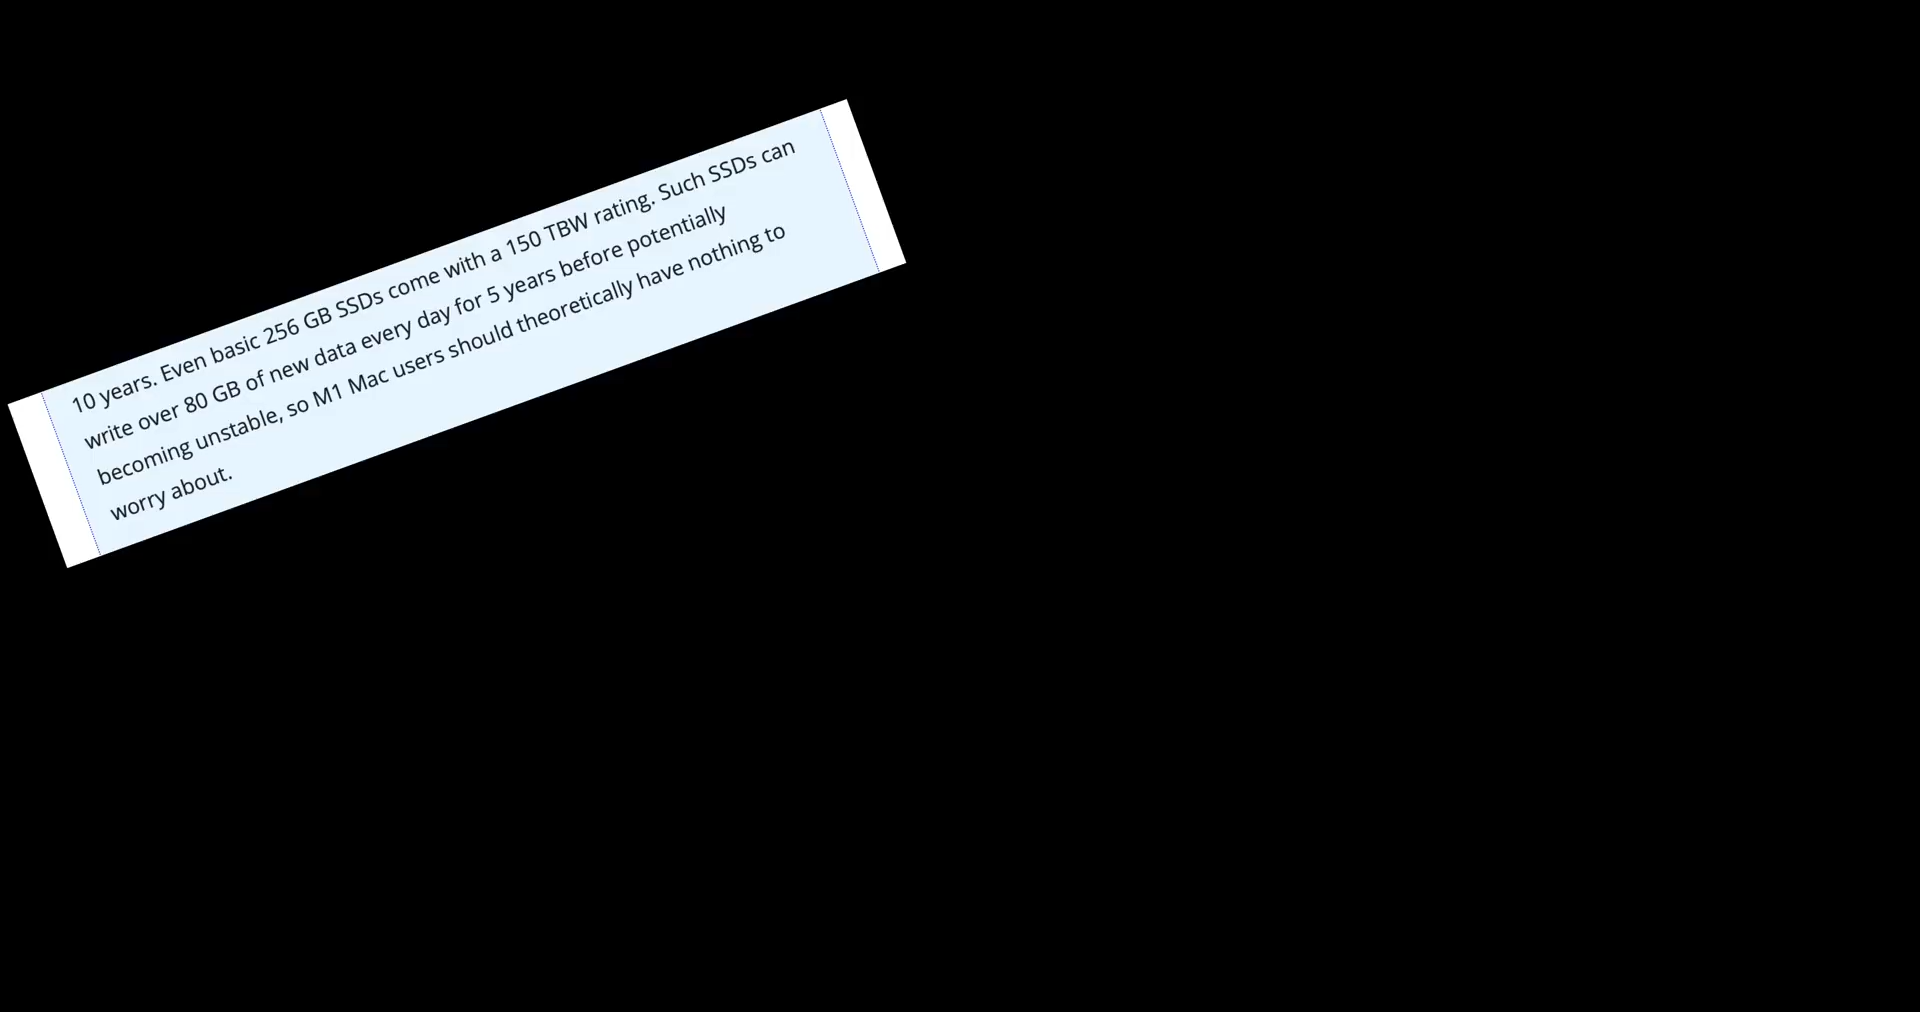 10 years. Even basic 256 GB SSDs come with a 150 TBW rating. Such SSDs can
write over 80 GB of new data every day for 5 years before potentially
becoming unstable, so M1 Mac users should theoretically have nothing to
worry about.